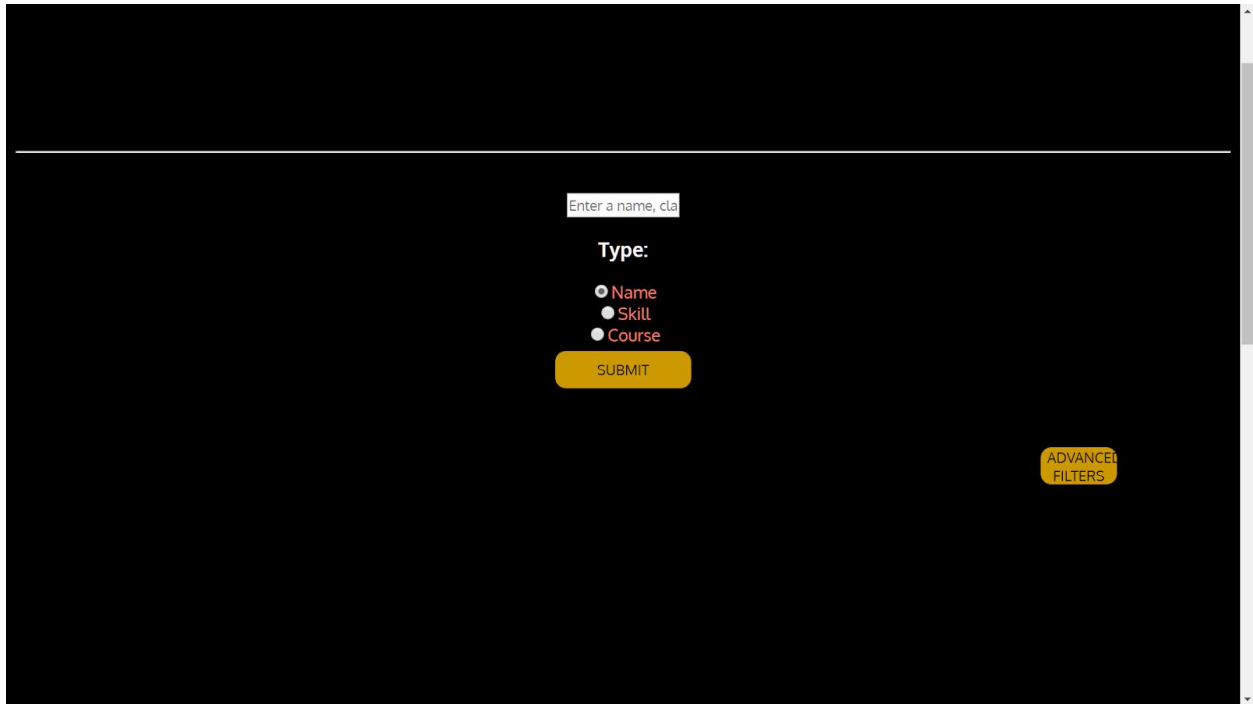 Enter a name, cla
Type:
Name
Skill
Course
SUBMIT
ADVANCED
FILTERS